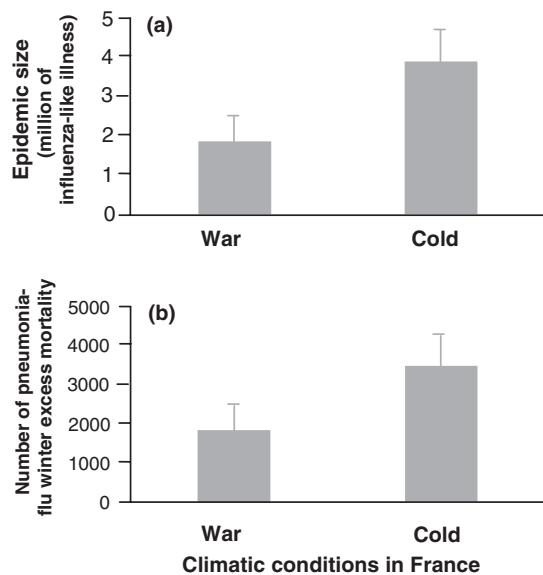 (a)
Epidemic size
(million of
influenza-like illness)
5
4
3
2
1
0
War
Cold
(b)
Number of pneumonia-
flu winter excess mortality
5000
4000
3000
2000
1000
0
War
Cold
Climatic conditions in France